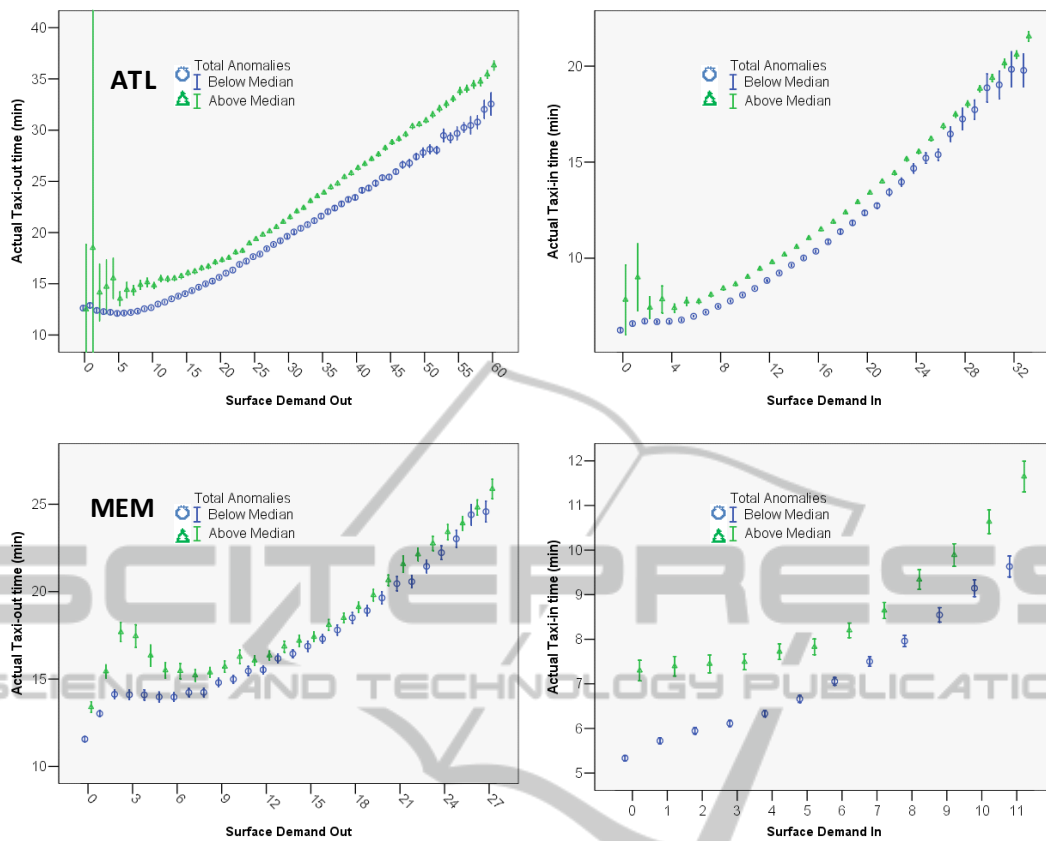 40
35
30
25
20
15
10
Actual Taxi-out time (min)
ATL
Total Anomalies
Below Median
Above Median
0 5 10 15 20 25 30 35 40 45 50 55 60
Surface Demand Out
20
15
10
Actual Taxi-in time (min)
Total Anomalies
Below Median
Above Median
0 4 8 12 16 20 24 28 32
Surface Demand In
25
20
15
10
Actual Taxi-out time (min)
MEM
Total Anomalies
Below Median
Above Median
0 3 6 9 12 15 18 21 24 27
Surface Demand Out
12
11
10
9
8
7
6
5
Actual Taxi-in time (min)
Total Anomalies
Below Median
Above Median
0 1 2 3 4 5 6 7 8 9 10 11
Surface Demand In
SCITEPRESS
SCIENCE AND TECHNOLOGY PUBLICATIO